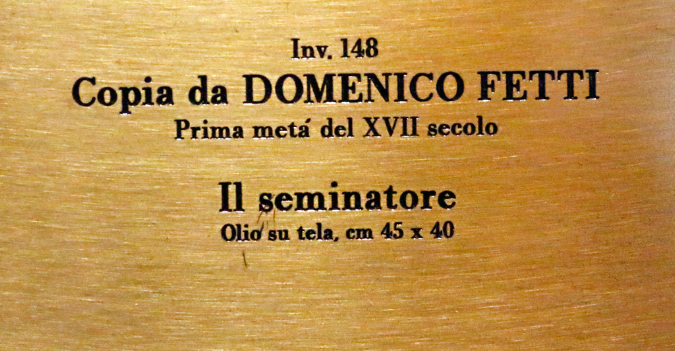 Inv. 148
Copia da DOMENICO FETTI
Prima metá del XVII secolo
Il seminatore
Olio su tela, cm 45 x 40